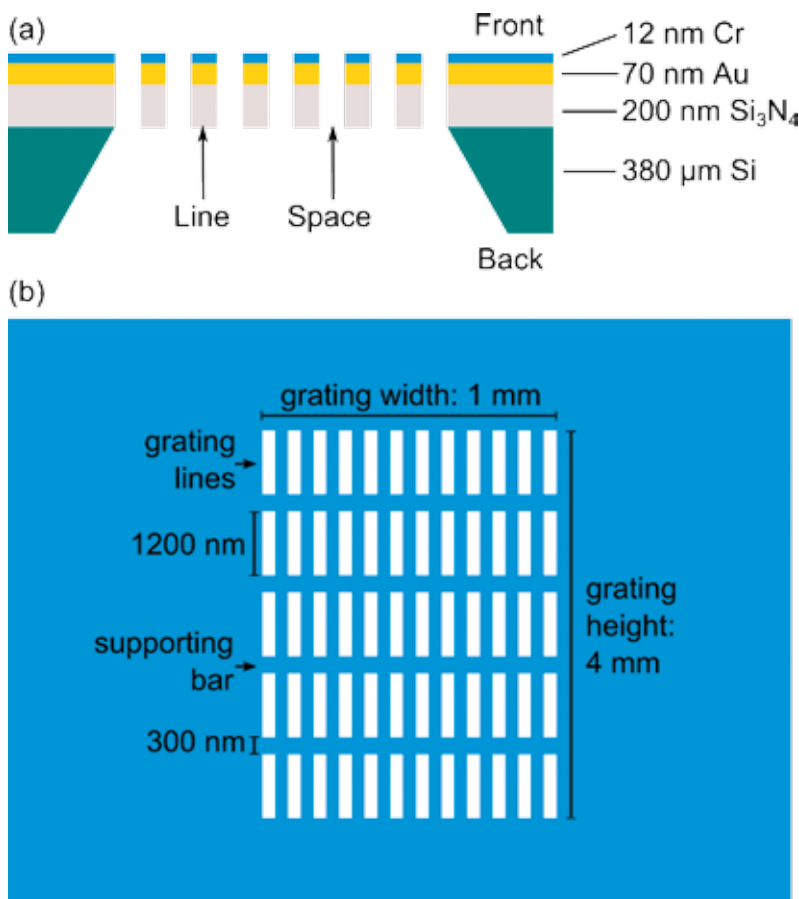 (a)
Front
12 nm Cr
70 nm Au
200 nm Si₃N₄
380 µm Si
Line
Space
Back
(b)
grating width: 1 mm
grating
lines
1200 nm
grating
height:
4 mm
supporting
bar
300 nm